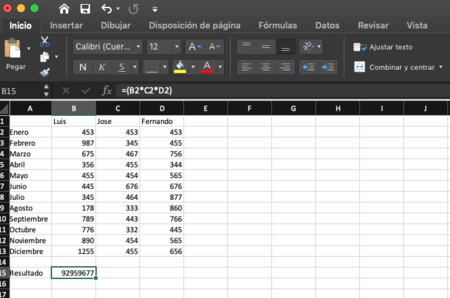 Inicio Insertar Dibujar Disposición de página Fórmulas Datos Revisar Vista
Pegar Calibri (Cuer... 12 A A Ajustar texto
N K S A Combinar y centrar
B15 fx =(B2*C2*D2)
A B C D E F G H I J
1 Luis Jose Fernando
2 Enero 453 453 453
3 Febrero 987 345 455
4 Marzo 675 467 756
5 Abril 356 455 344
6 Mayo 455 454 565
7 Junio 445 676 676
8 Julio 345 464 877
9 Agosto 178 333 860
10 Septiembre 789 443 766
11 Octubre 776 332 445
12 Noviembre 890 454 565
13 Diciembre 1255 455 656
14
15 Resultado 92959677
16
17